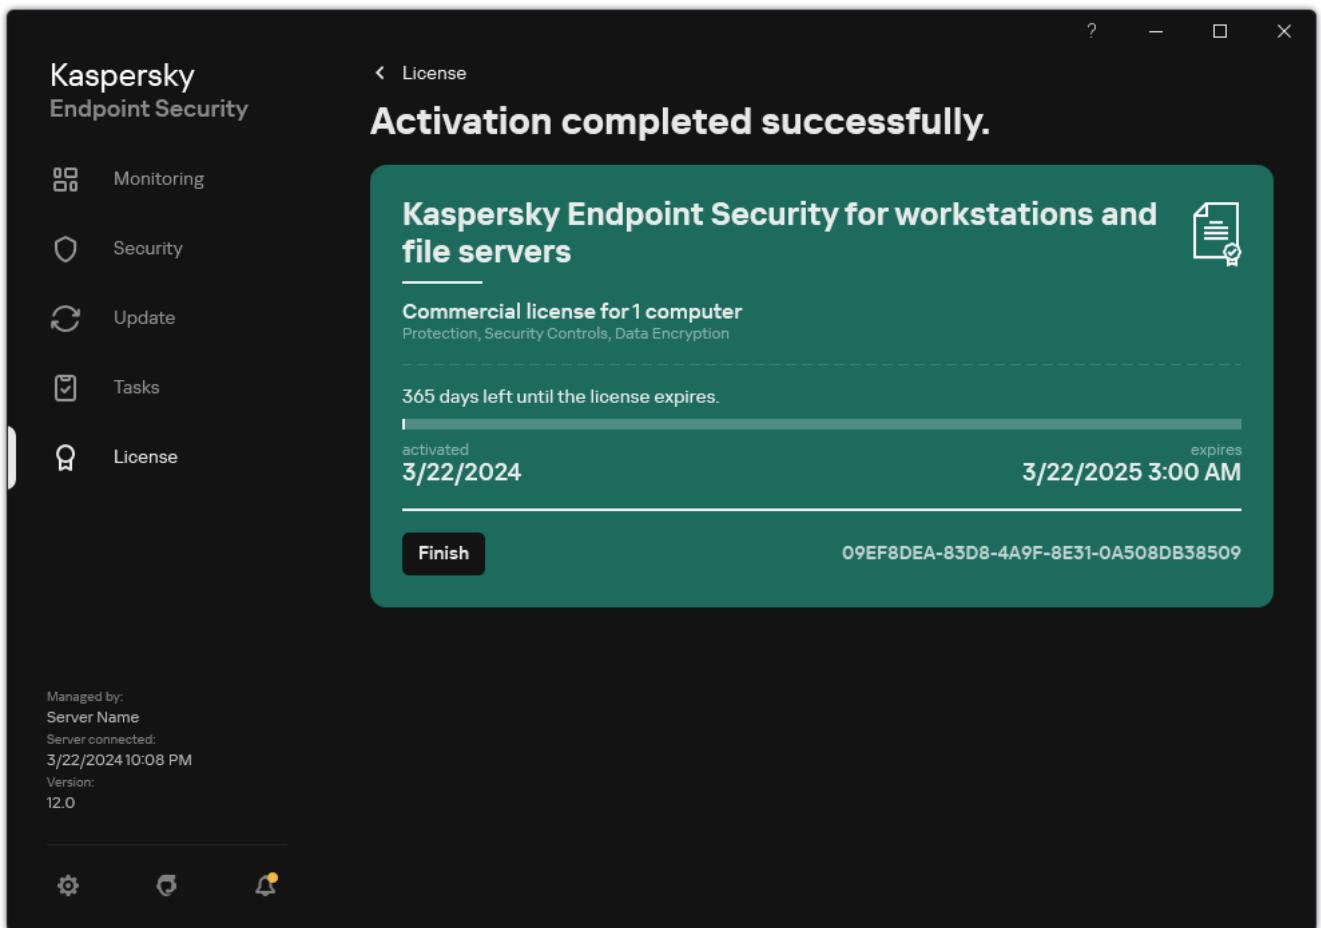 ?
Kaspersky
Endpoint Security
Monitoring
Security
Update
Tasks
License
Managed by:
Server Name
Server connected:
3/22/2024 10:08 PM
Version:
12.0
License
Activation completed successfully.
Kaspersky Endpoint Security for workstations and
file servers
Commercial license for 1 computer
Protection, Security Controls, Data Encryption
365 days left until the license expires.
activated expires
3/22/2024 3/22/2025 3:00 AM
Finish 09EF8DEA-83D8-4A9F-8E31-0A508DB38509